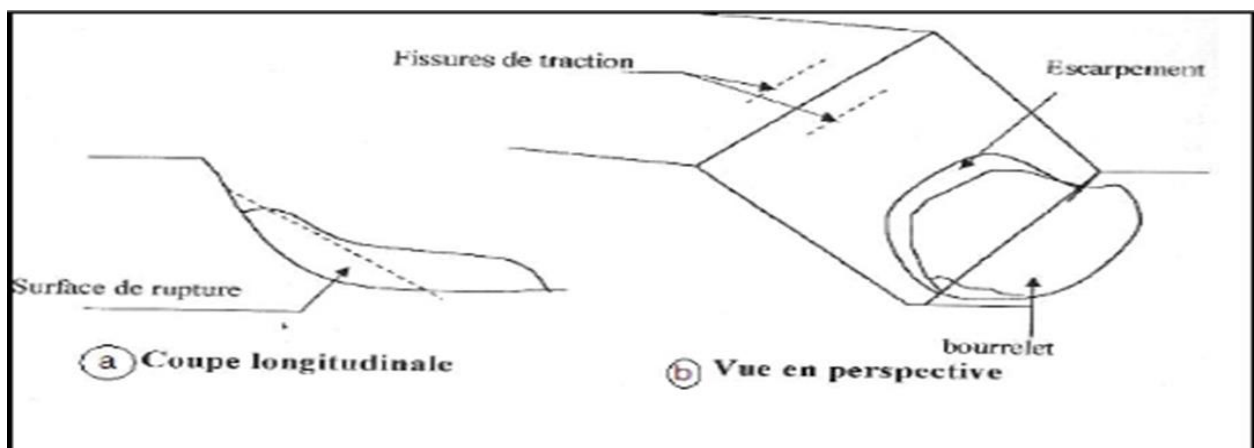 Fissures de traction
Escarpement
Surface de rupture
bourrelet
a Coupe longitudinale
b Vue en perspective